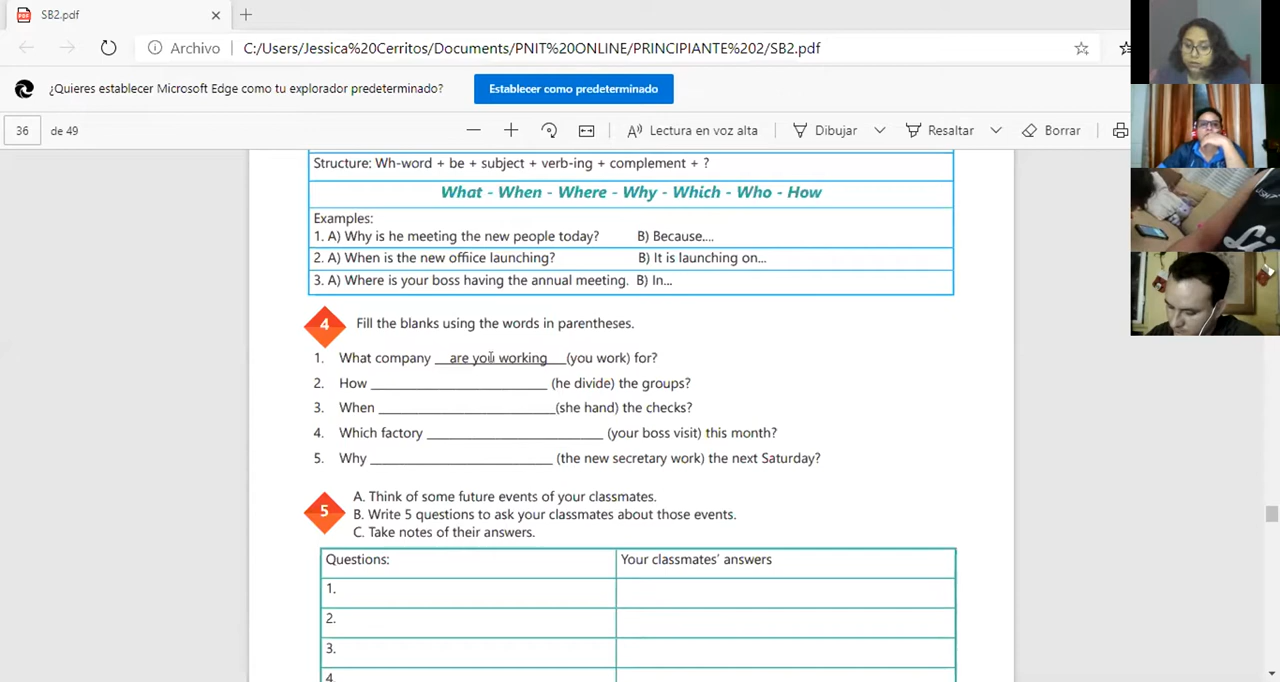 SB2.pdf
Archivo C:/Users/Jessica%20Cerritos/Documents/PNIT%20ONLINE/PRINCIPIANTE%202/SB2.pdf
¿Quieres establecer Microsoft Edge como tu explorador predeterminado? Establecer como predeterminado
36 de 49 Lectura en voz alta Dibujar Resaltar Borrar
Structure: Wh-word + be + subject + verb-ing + complement + ?
What - When - Where - Why - Which - Who - How
Examples:
1. A) Why is he meeting the new people today? B) Because....
2. A) When is the new office launching? B) It is launching on...
3. A) Where is your boss having the annual meeting. B) In...
4 Fill the blanks using the words in parentheses.
1. What company __are you working___(you work) for?
2. How _________________________ (he divide) the groups?
3. When _________________________(she hand) the checks?
4. Which factory _________________________ (your boss visit) this month?
5. Why __________________________ (the new secretary work) the next Saturday?
5
A. Think of some future events of your classmates.
B. Write 5 questions to ask your classmates about those events.
C. Take notes of their answers.
Questions: Your classmates' answers
1.
2.
3.
4.